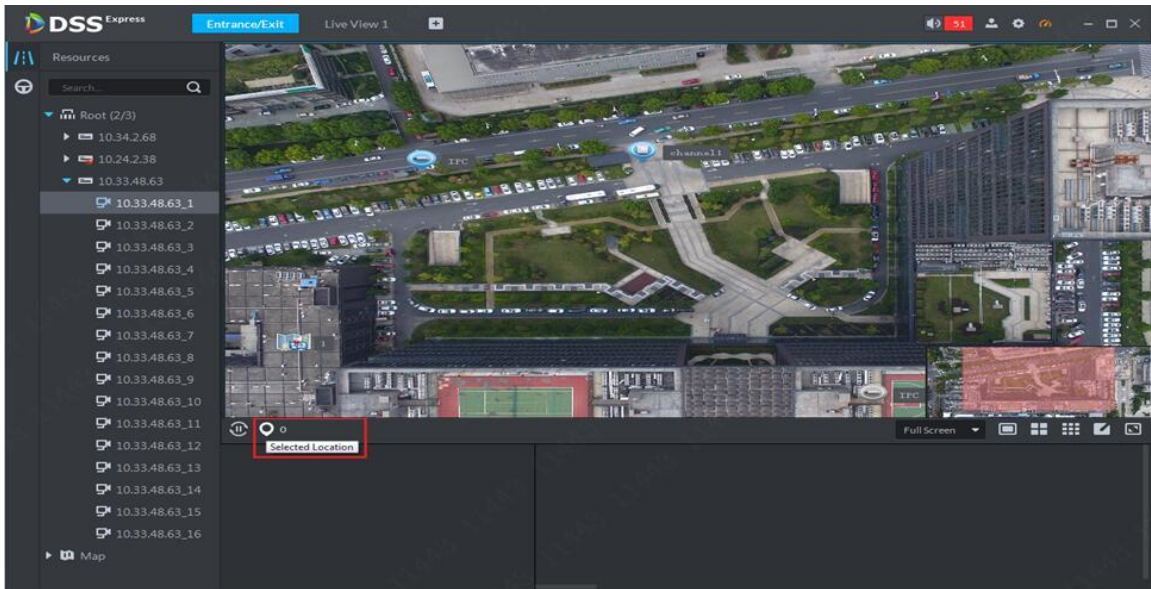 DSS Express
Entrance/Exit
Live View 1
51
Resources
Search...
Root (2/3)
10.34.2.68
10.24.2.38
10.33.48.63
10.33.48.63_1
10.33.48.63_2
10.33.48.63_3
10.33.48.63_4
10.33.48.63_5
10.33.48.63_6
10.33.48.63_7
10.33.48.63_8
10.33.48.63_9
10.33.48.63_10
10.33.48.63_11
10.33.48.63_12
10.33.48.63_13
10.33.48.63_14
10.33.48.63_15
10.33.48.63_16
Map
IPC
channel1
IPC
0
Selected Location
Full Screen